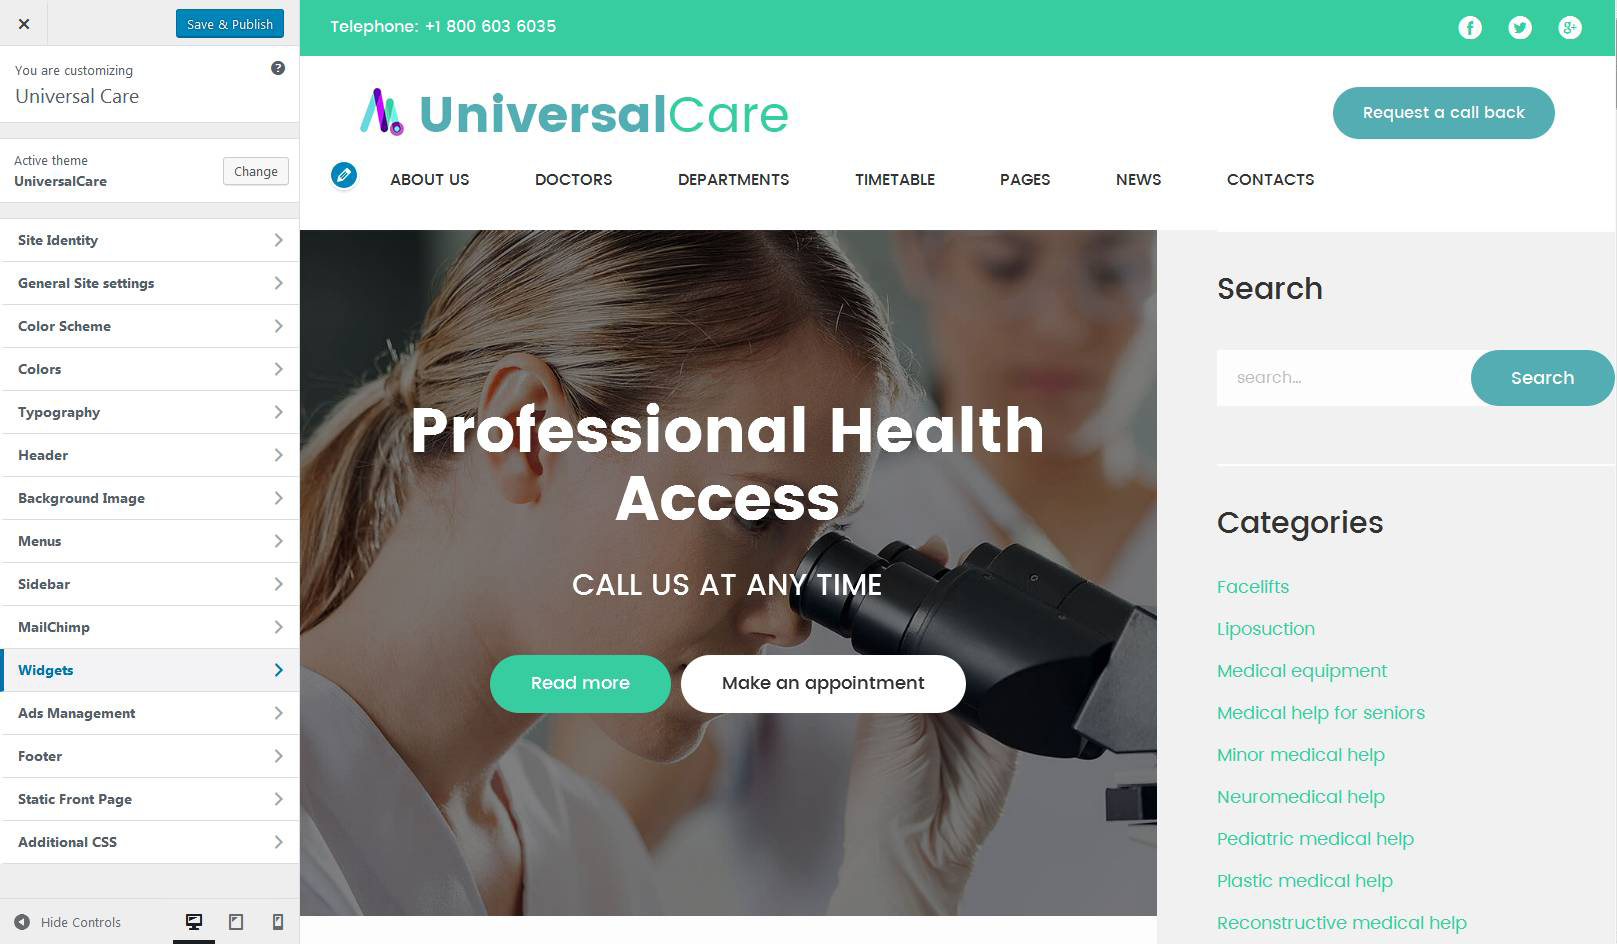 Save & Publish
You are customizing
Universal Care
Active theme
UniversalCare
Change
Site Identity
General Site settings
Color Scheme
Colors
Typography
Header
Background Image
Menus
Sidebar
MailChimp
Widgets
Ads Management
Footer
Static Front Page
Additional CSS
Hide Controls
Telephone: +1 800 603 6035
UniversalCare
Request a call back
ABOUT US
DOCTORS
DEPARTMENTS
TIMETABLE
PAGES
NEWS
CONTACTS
Professional Health
Access
CALL US AT ANY TIME
Read more
Make an appointment
Search
search...
Search
Categories
Facelifts
Liposuction
Medical equipment
Medical help for seniors
Minor medical help
Neuromedical help
Pediatric medical help
Plastic medical help
Reconstructive medical help